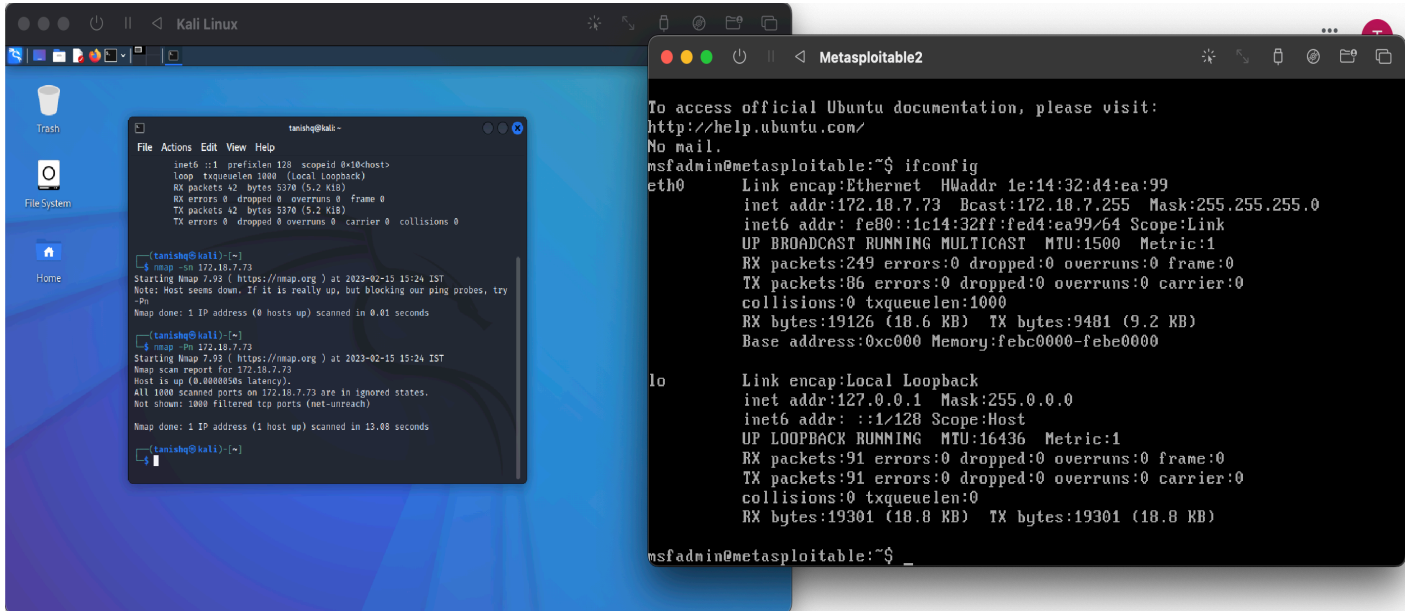 Kali Linux
Trash
File System
Home
tanishq@kali: ~
File Actions Edit View Help
inet6 ::1 prefixlen 128 scopeid 0×10<host>
loop txqueuelen 1000 (Local Loopback)
RX packets 42 bytes 5370 (5.2 KiB)
RX errors 0 dropped 0 overruns 0 frame 0
TX packets 42 bytes 5370 (5.2 KiB)
TX errors 0 dropped 0 overruns 0 carrier 0 collisions 0
┌──(tanishq㉿kali)-[~]
└─$ nmap -sn 172.18.7.73
Starting Nmap 7.93 ( https://nmap.org ) at 2023-02-15 15:24 IST
Note: Host seems down. If it is really up, but blocking our ping probes, try
-Pn
Nmap done: 1 IP address (0 hosts up) scanned in 0.01 seconds
┌──(tanishq㉿kali)-[~]
└─$ nmap -Pn 172.18.7.73
Starting Nmap 7.93 ( https://nmap.org ) at 2023-02-15 15:24 IST
Nmap scan report for 172.18.7.73
Host is up (0.0000050s latency).
All 1000 scanned ports on 172.18.7.73 are in ignored states.
Not shown: 1000 filtered tcp ports (net-unreach)
Nmap done: 1 IP address (1 host up) scanned in 13.08 seconds
┌──(tanishq㉿kali)-[~]
└─$
Metasploitable2
To access official Ubuntu documentation, please visit:
http://help.ubuntu.com/
No mail.
msfadmin@metasploitable:~$ ifconfig
eth0 Link encap:Ethernet HWaddr 1e:14:32:d4:ea:99
inet addr:172.18.7.73 Bcast:172.18.7.255 Mask:255.255.255.0
inet6 addr: fe80::1c14:32ff:fed4:ea99/64 Scope:Link
UP BROADCAST RUNNING MULTICAST MTU:1500 Metric:1
RX packets:249 errors:0 dropped:0 overruns:0 frame:0
TX packets:86 errors:0 dropped:0 overruns:0 carrier:0
collisions:0 txqueuelen:1000
RX bytes:19126 (18.6 KB) TX bytes:9481 (9.2 KB)
Base address:0xc000 Memory:febc0000-febe0000
lo Link encap:Local Loopback
inet addr:127.0.0.1 Mask:255.0.0.0
inet6 addr: ::1/128 Scope:Host
UP LOOPBACK RUNNING MTU:16436 Metric:1
RX packets:91 errors:0 dropped:0 overruns:0 frame:0
TX packets:91 errors:0 dropped:0 overruns:0 carrier:0
collisions:0 txqueuelen:0
RX bytes:19301 (18.8 KB) TX bytes:19301 (18.8 KB)
msfadmin@metasploitable:~$ _